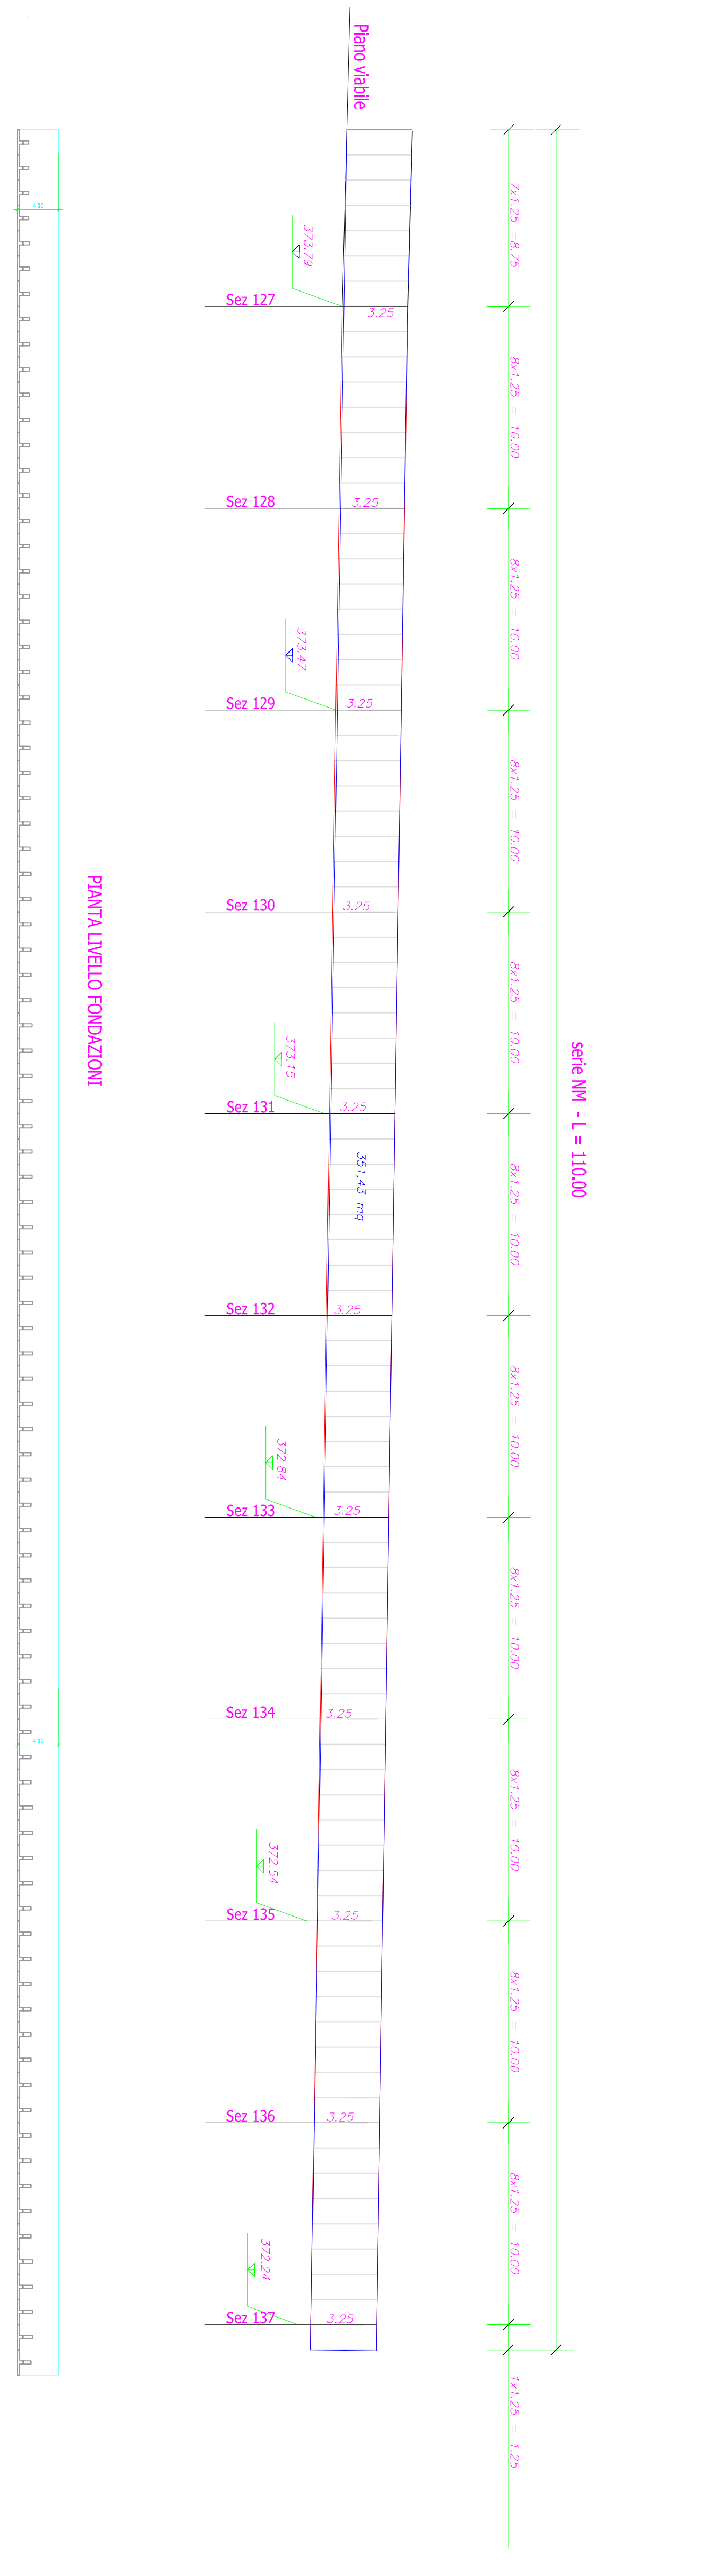 Piano viabile
7x1.25 =8.75
4.10
373.79
Sez 127
3.25
8x1.25 = 10.00
Sez 128
3.25
8x1.25 = 10.00
373.47
Sez 129
3.25
8x1.25 = 10.00
PIANTA LIVELLO FONDAZIONI
Sez 130
3.25
8x1.25 = 10.00
serie NM - L = 110.00
373.15
Sez 131
3.25
351,43 mq
8x1.25 = 10.00
Sez 132
3.25
8x1.25 = 10.00
372.84
Sez 133
3.25
8x1.25 = 10.00
Sez 134
3.25
4.10
8x1.25 = 10.00
372.54
Sez 135
3.25
8x1.25 = 10.00
Sez 136
3.25
8x1.25 = 10.00
372.24
Sez 137
3.25
1x1.25 = 1.25